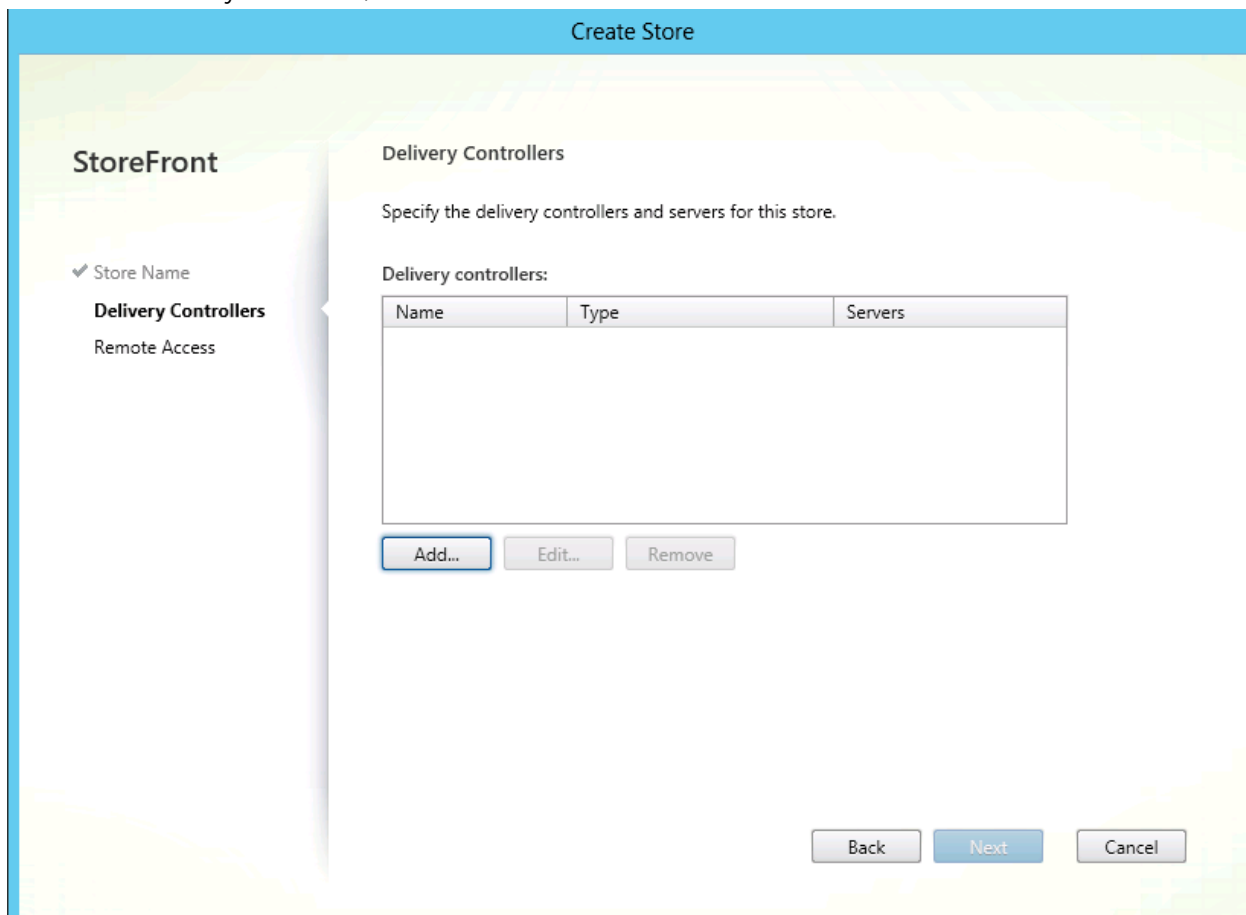 Create Store
StoreFront
Store Name
Delivery Controllers
Remote Access
Delivery Controllers
Specify the delivery controllers and servers for this store.
Delivery controllers:
Name Type Servers
Add... Edit... Remove
Back Next Cancel